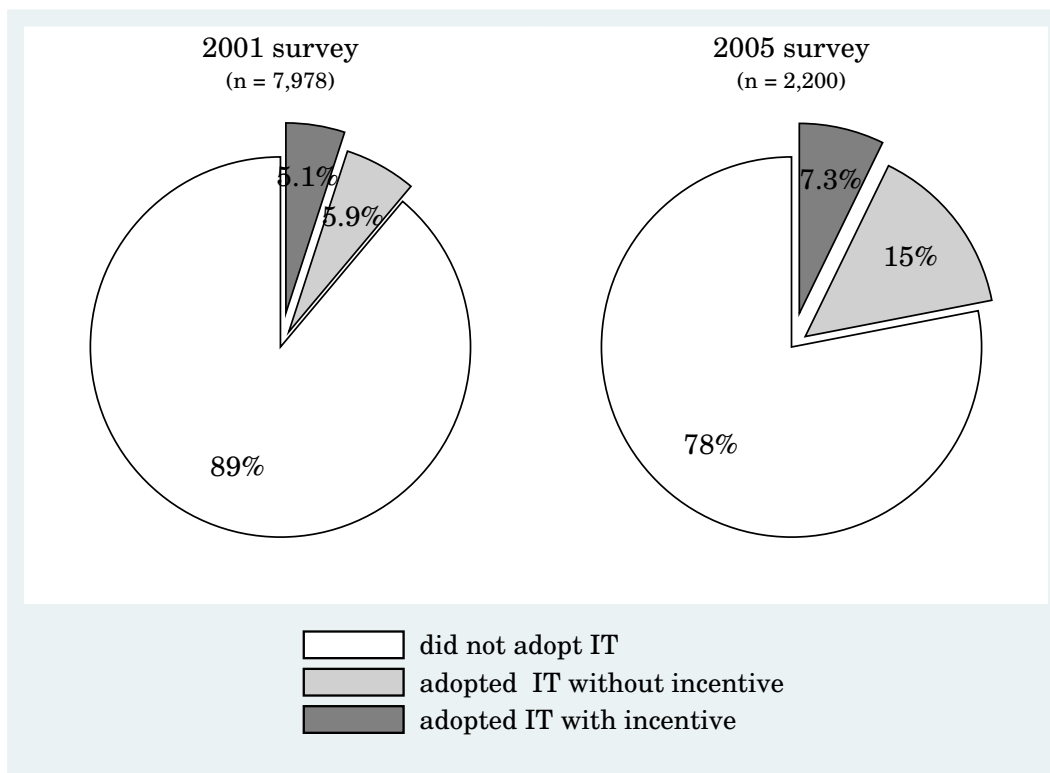 2001 survey
(n = 7,978)
5.1%
5.9%
89%
2005 survey
(n = 2,200)
7.3%
15%
78%
did not adopt IT
adopted  IT without incentive
adopted IT with incentive